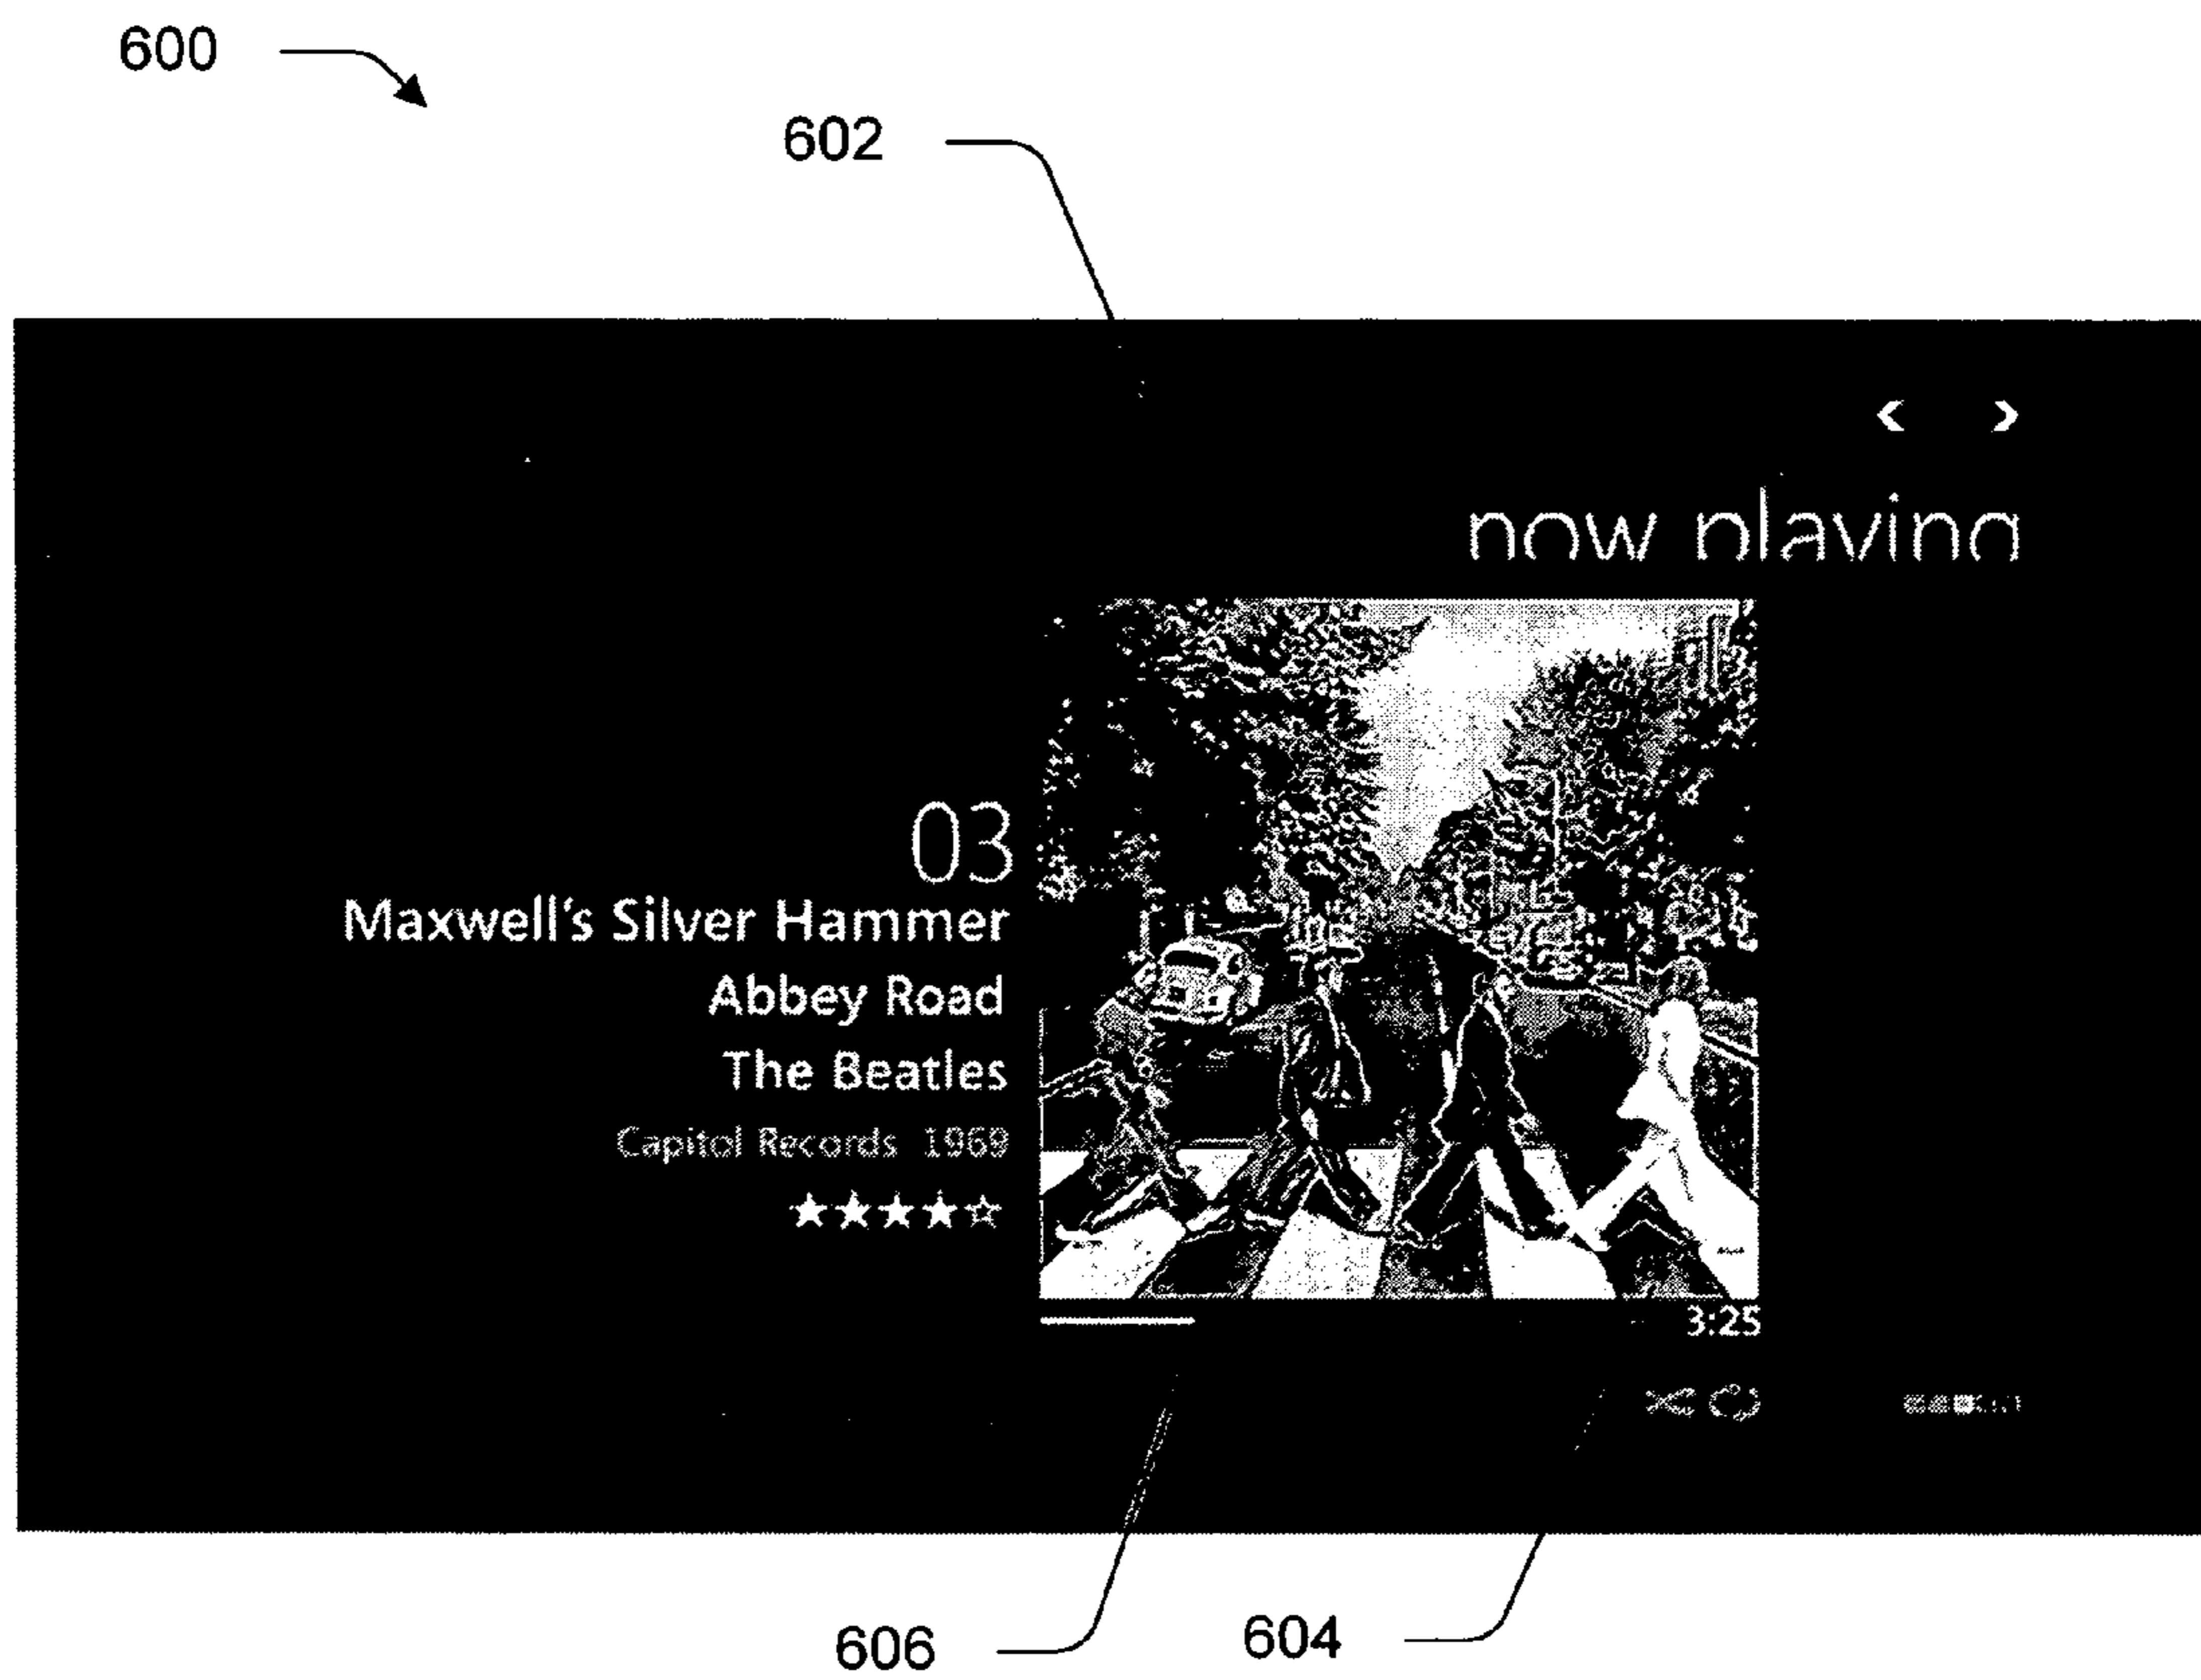 600
602
now playing
03
Maxwell's Silver Hammer
Abbey Road
The Beatles
Capitol Records 1969
3:25
606
604